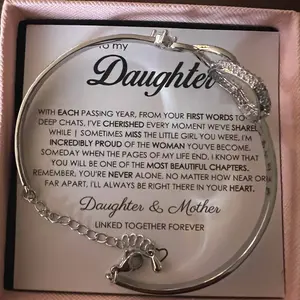 to my
Daughter
WITH EACH PASSING YEAR, FROM YOUR FIRST WORDS TO
DEEP CHATS, I'VE CHERISHED EVERY MOMENT WE'VE SHARED.
WHILE I SOMETIMES MISS THE LITTLE GIRL YOU WERE, I'M
INCREDIBLY PROUD OF THE WOMAN YOU'VE BECOME.
SOMEDAY WHEN THE PAGES OF MY LIFE END, I KNOW THAT
YOU WILL BE ONE OF THE MOST BEAUTIFUL CHAPTERS.
REMEMBER, YOU'RE NEVER ALONE. NO MATTER HOW NEAR OR
FAR APART, I'LL ALWAYS BE RIGHT THERE IN YOUR HEART.
Daughter & Mother
LINKED TOGETHER FOREVER